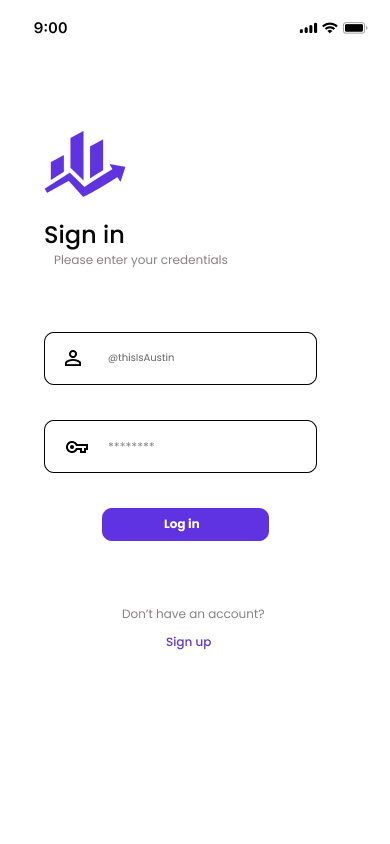 9:00
Sign in
Please enter your credentials
@thisIsAustin
********
Log in
Don’t have an account?
Sign up